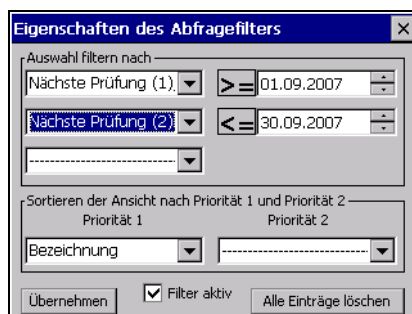 Eigenschaften des Abfragefilters
Auswahl filtern nach
Nächste Prüfung (1) >= 01.09.2007
Nächste Prüfung (2) <= 30.09.2007
---------------------------
Sortieren der Ansicht nach Priorität 1 und Priorität 2
Priorität 1 Priorität 2
Bezeichnung ---------------------------
Übernehmen Filter aktiv Alle Einträge löschen